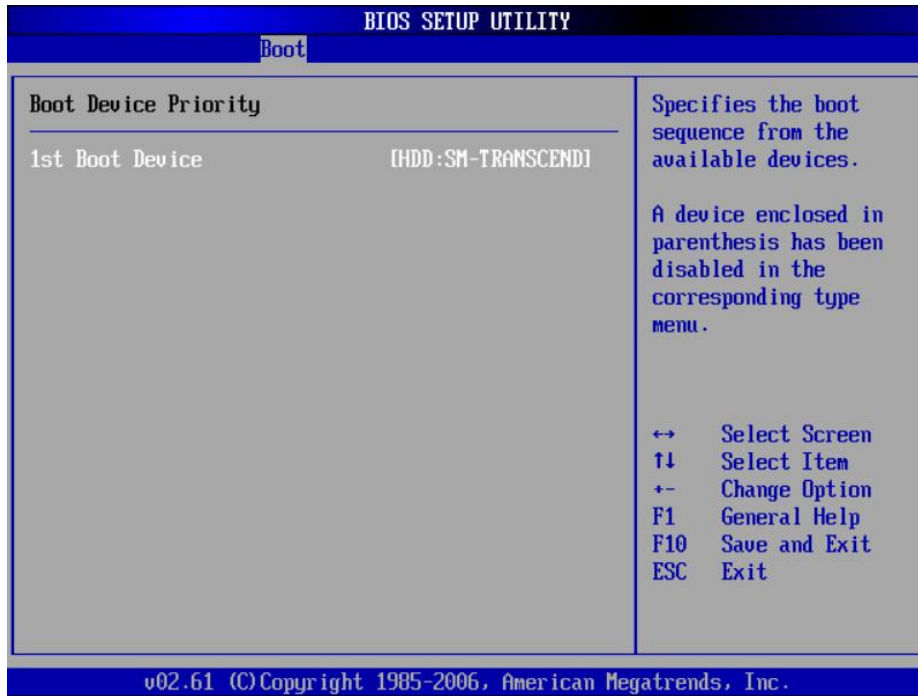 BIOS SETUP UTILITY
Boot
Boot Device Priority
1st Boot Device [HDD:SM-TRANSCEND]
Specifies the boot
sequence from the
available devices.
A device enclosed in
parenthesis has been
disabled in the
corresponding type
menu.
↔ Select Screen
↑↓ Select Item
+- Change Option
F1 General Help
F10 Save and Exit
ESC Exit
v02.61 (C)Copyright 1985-2006, American Megatrends, Inc.